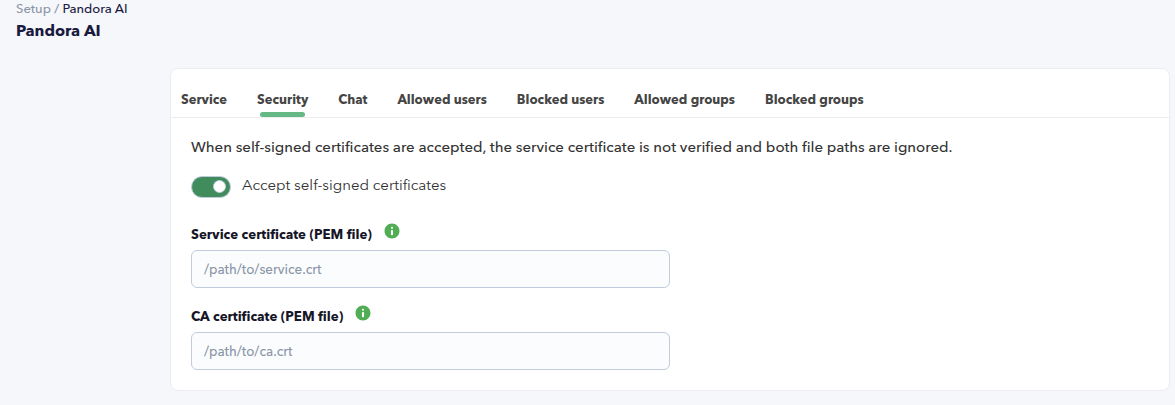 Setup / Pandora AI
Pandora AI
Service Security Chat Allowed users Blocked users Allowed groups Blocked groups
When self-signed certificates are accepted, the service certificate is not verified and both file paths are ignored.
Accept self-signed certificates
Service certificate (PEM file)
/path/to/service.crt
CA certificate (PEM file)
/path/to/ca.crt